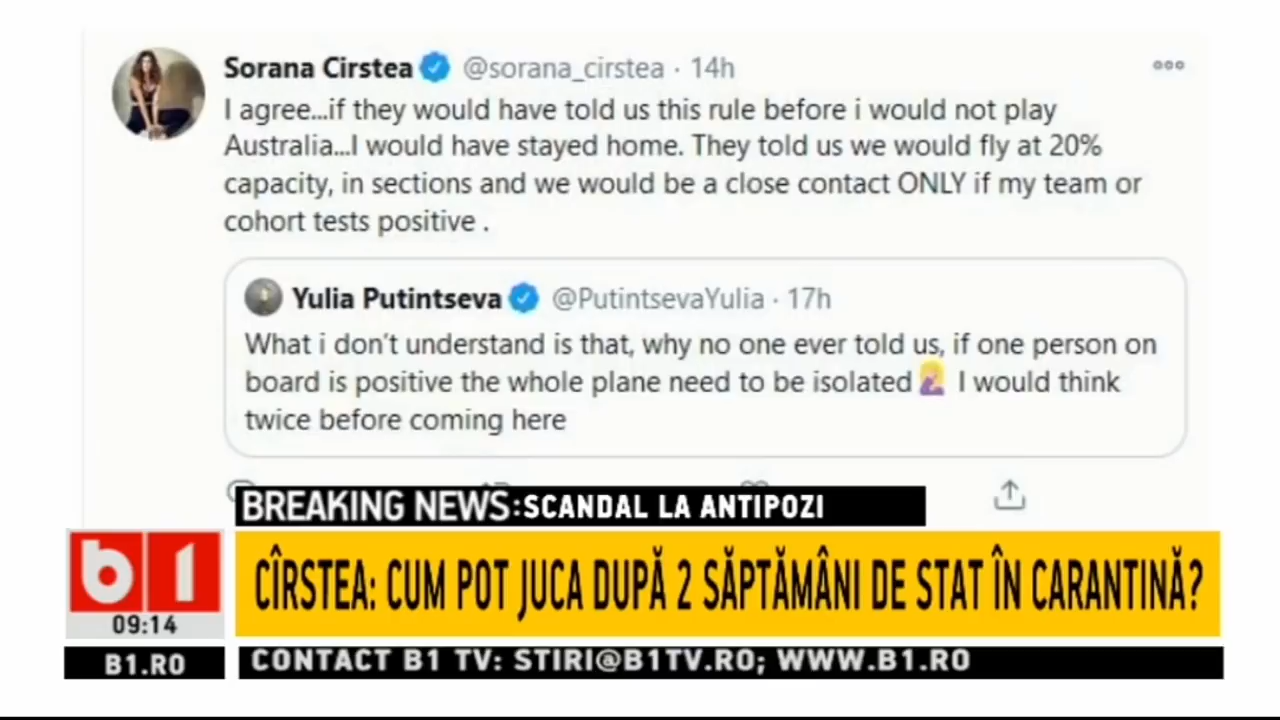 Sorana Cirstea @sorana_cirstea · 14h
I agree...if they would have told us this rule before i would not play
Australia...I would have stayed home. They told us we would fly at 20%
capacity, in sections and we would be a close contact ONLY if my team or
cohort tests positive .
Yulia Putintseva @PutintsevaYulia · 17h
What i don't understand is that, why no one ever told us, if one person on
board is positive the whole plane need to be isolated🤦🏼‍♀️ I would think
twice before coming here
BREAKING NEWS:SCANDAL LA ANTIPOZI
b1
CÎRSTEA: CUM POT JUCA DUPĂ 2 SĂPTĂMÂNI DE STAT ÎN CARANTINĂ?
09:14
B1.RO
CONTACT B1 TV: STIRI@B1TV.RO; WWW.B1.RO